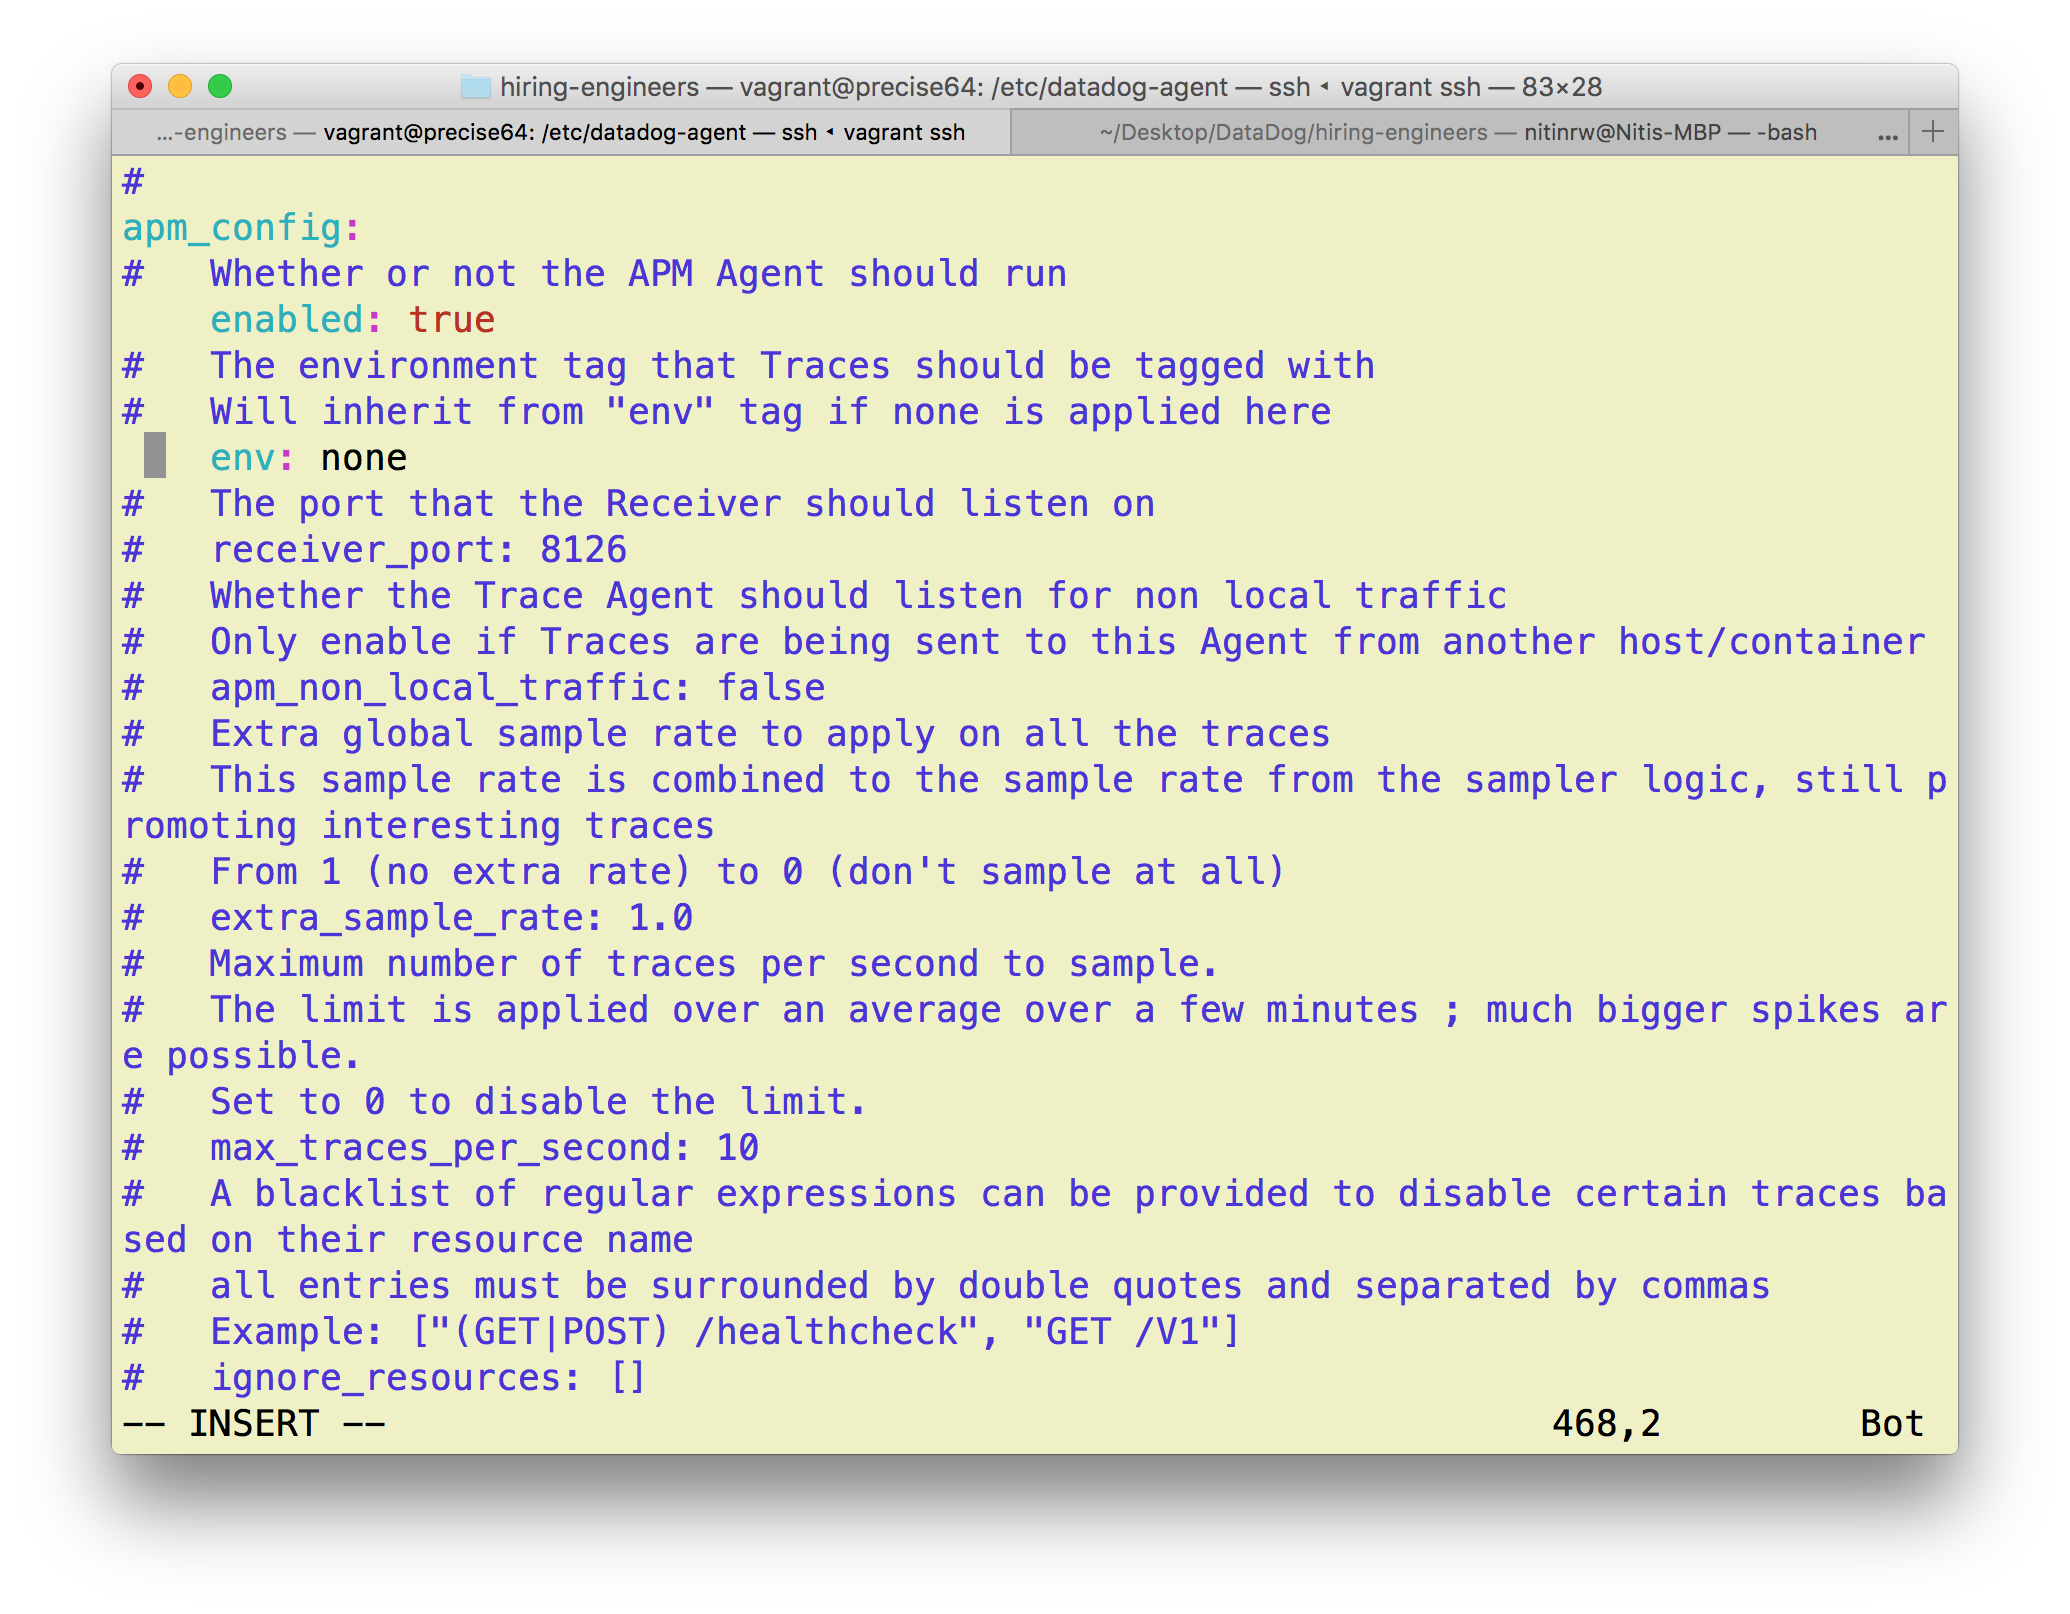 hiring-engineers — vagrant@precise64: /etc/datadog-agent — ssh ◂ vagrant ssh — 83×28
...-engineers — vagrant@precise64: /etc/datadog-agent — ssh ◂ vagrant ssh
~/Desktop/DataDog/hiring-engineers — nitinrw@Nitis-MBP — -bash ... +
#
apm_config:
#   Whether or not the APM Agent should run
    enabled: true
#   The environment tag that Traces should be tagged with
#   Will inherit from "env" tag if none is applied here
    env: none
#   The port that the Receiver should listen on
#   receiver_port: 8126
#   Whether the Trace Agent should listen for non local traffic
#   Only enable if Traces are being sent to this Agent from another host/container
#   apm_non_local_traffic: false
#   Extra global sample rate to apply on all the traces
#   This sample rate is combined to the sample rate from the sampler logic, still p
romoting interesting traces
#   From 1 (no extra rate) to 0 (don't sample at all)
#   extra_sample_rate: 1.0
#   Maximum number of traces per second to sample.
#   The limit is applied over an average over a few minutes ; much bigger spikes ar
e possible.
#   Set to 0 to disable the limit.
#   max_traces_per_second: 10
#   A blacklist of regular expressions can be provided to disable certain traces ba
sed on their resource name
#   all entries must be surrounded by double quotes and separated by commas
#   Example: ["(GET|POST) /healthcheck", "GET /V1"]
#   ignore_resources: []
-- INSERT -- 468,2 Bot